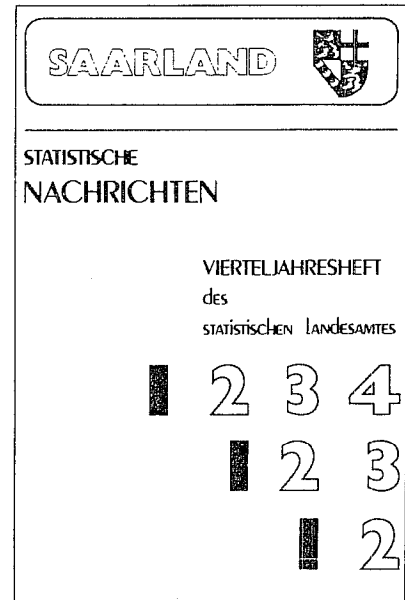 SAARLAND
STATISTISCHE
NACHRICHTEN
VIERTELJAHRESHEFT
des
STATISTISCHEN LANDESAMTES
1 2 3 4
1 2 3
1 2